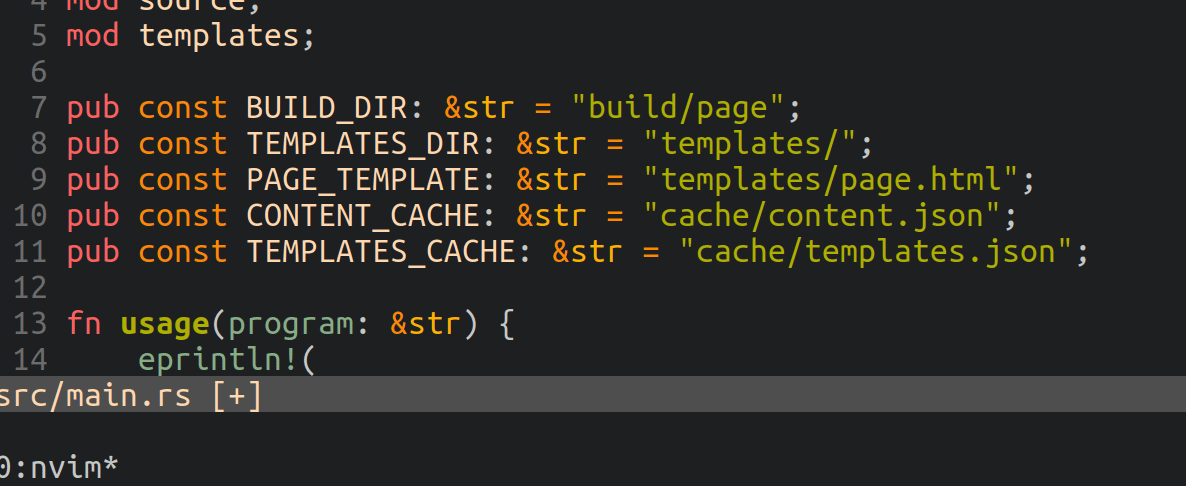 4 mod source;
5 mod templates;
6
7 pub const BUILD_DIR: &str = "build/page";
8 pub const TEMPLATES_DIR: &str = "templates/";
9 pub const PAGE_TEMPLATE: &str = "templates/page.html";
10 pub const CONTENT_CACHE: &str = "cache/content.json";
11 pub const TEMPLATES_CACHE: &str = "cache/templates.json";
12
13 fn usage(program: &str) {
14     eprintln!(
src/main.rs [+]
0:nvim*